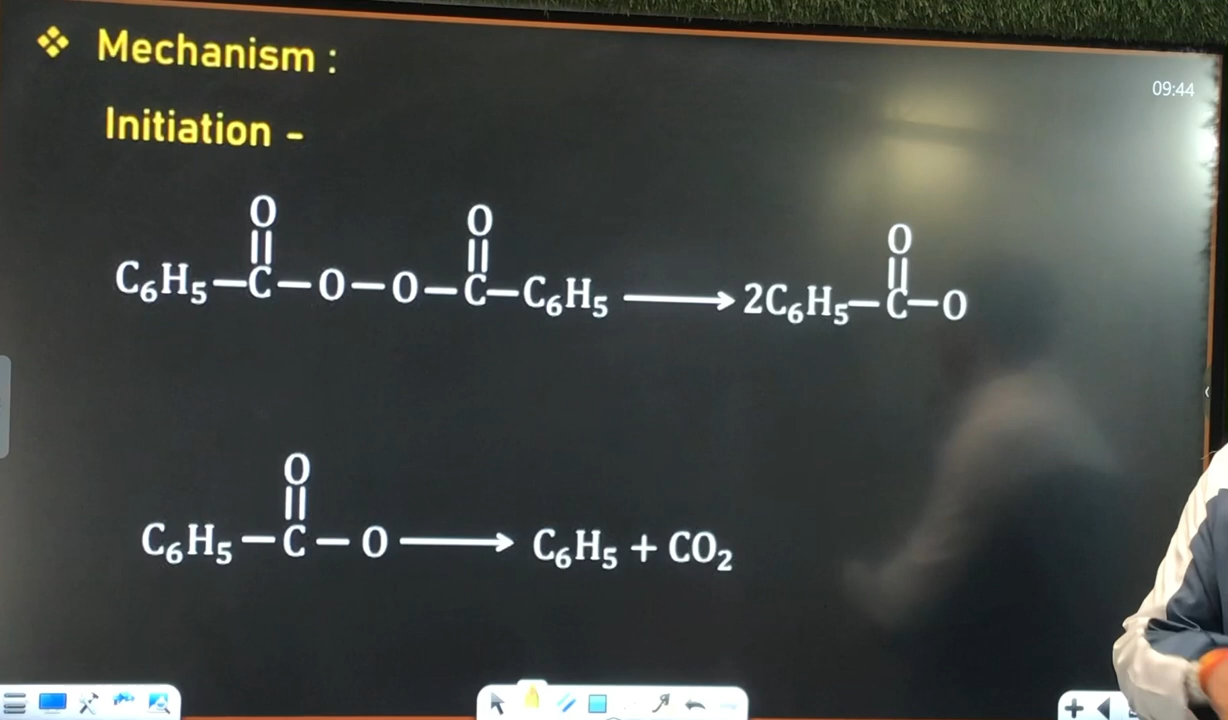 ❖ Mechanism :
09:44
Initiation -
O O O
|| || ||
C₆H₅—C—O—O—C—C₆H₅ ⟶ 2C₆H₅—C—O
O
||
C₆H₅—C—O ⟶ C₆H₅ + CO₂